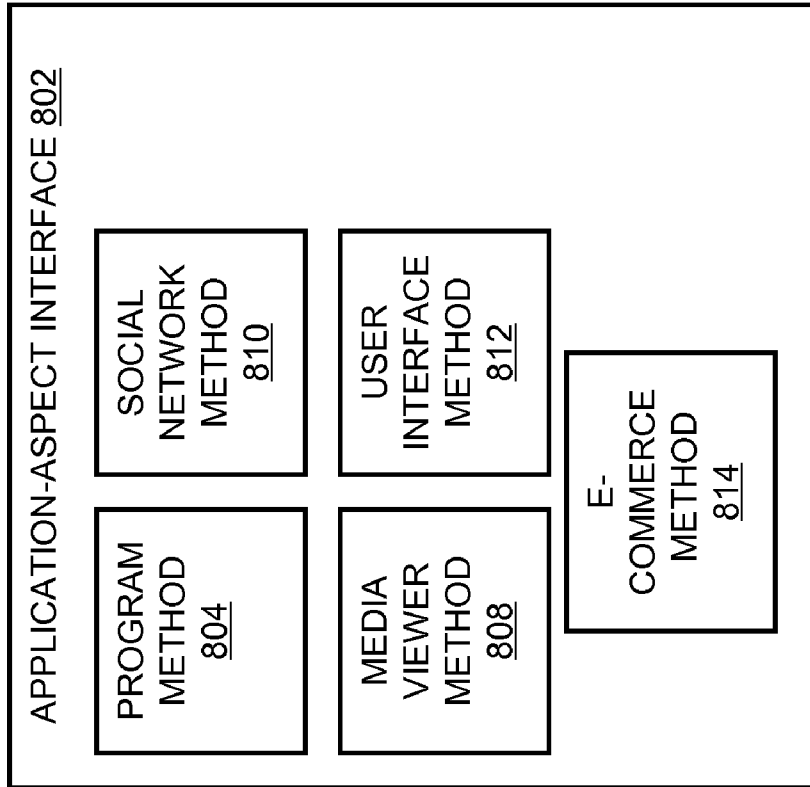 APPLICATION-ASPECT INTERFACE 802
PROGRAM
METHOD
804
SOCIAL
NETWORK
METHOD
810
MEDIA
VIEWER
METHOD
808
USER
INTERFACE
METHOD
812
E-
COMMERCE
METHOD
814